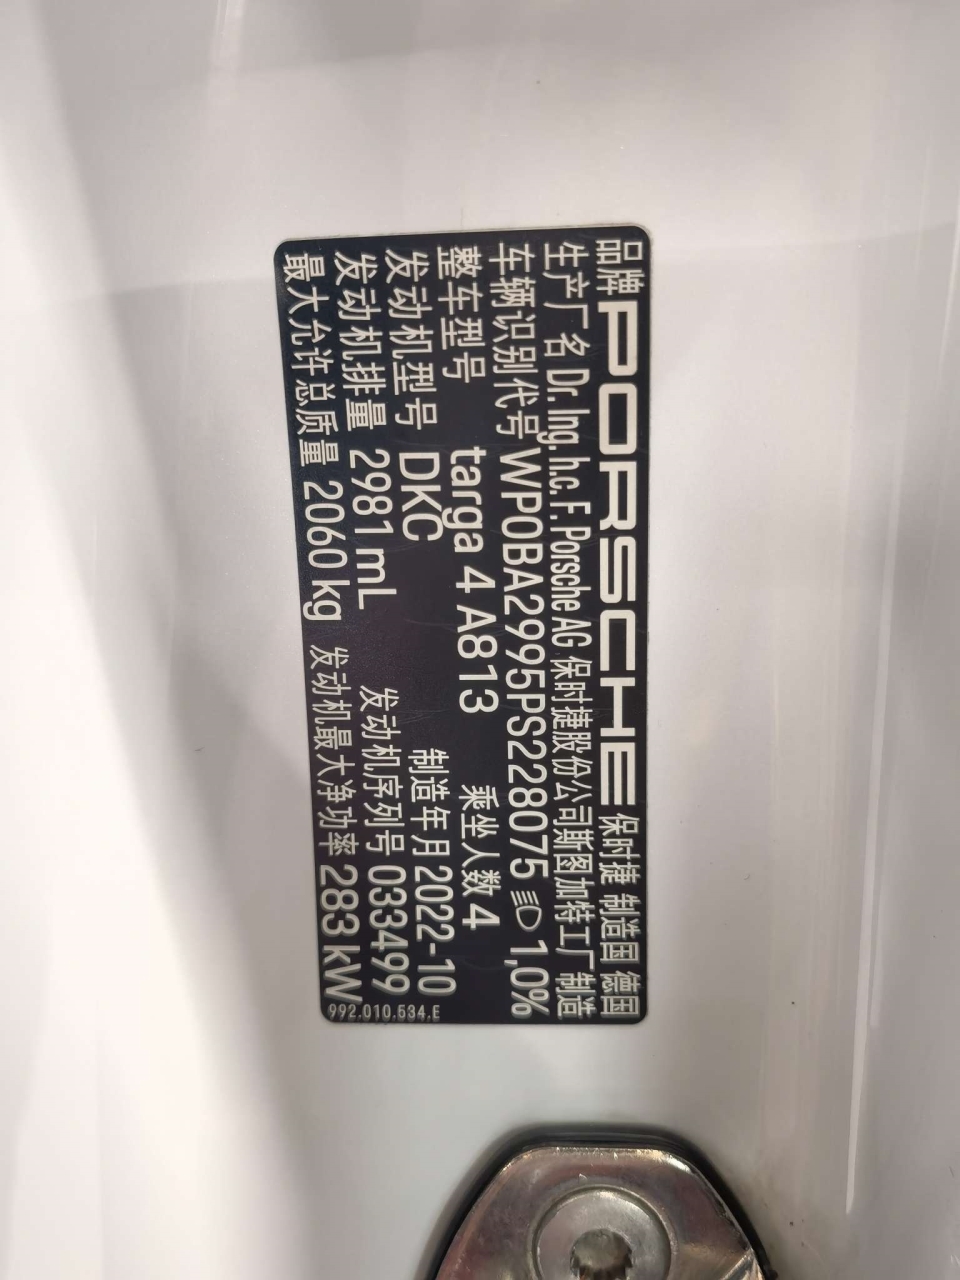 品牌 PORSCHE 保时捷 制造国 德国
生产厂名 Dr. Ing. h.c. F. Porsche AG 保时捷股份公司斯图加特工厂 制造
车辆识别代号 WP0BA2995PS228075 1,0%
整车型号 targa 4 A813 乘坐人数 4
发动机型号 DKC 制造年月 2022-10
发动机排量 2981 mL 发动机序列号 033499
最大允许总质量 2060 kg 发动机最大净功率 283 kW
992.010.534.E